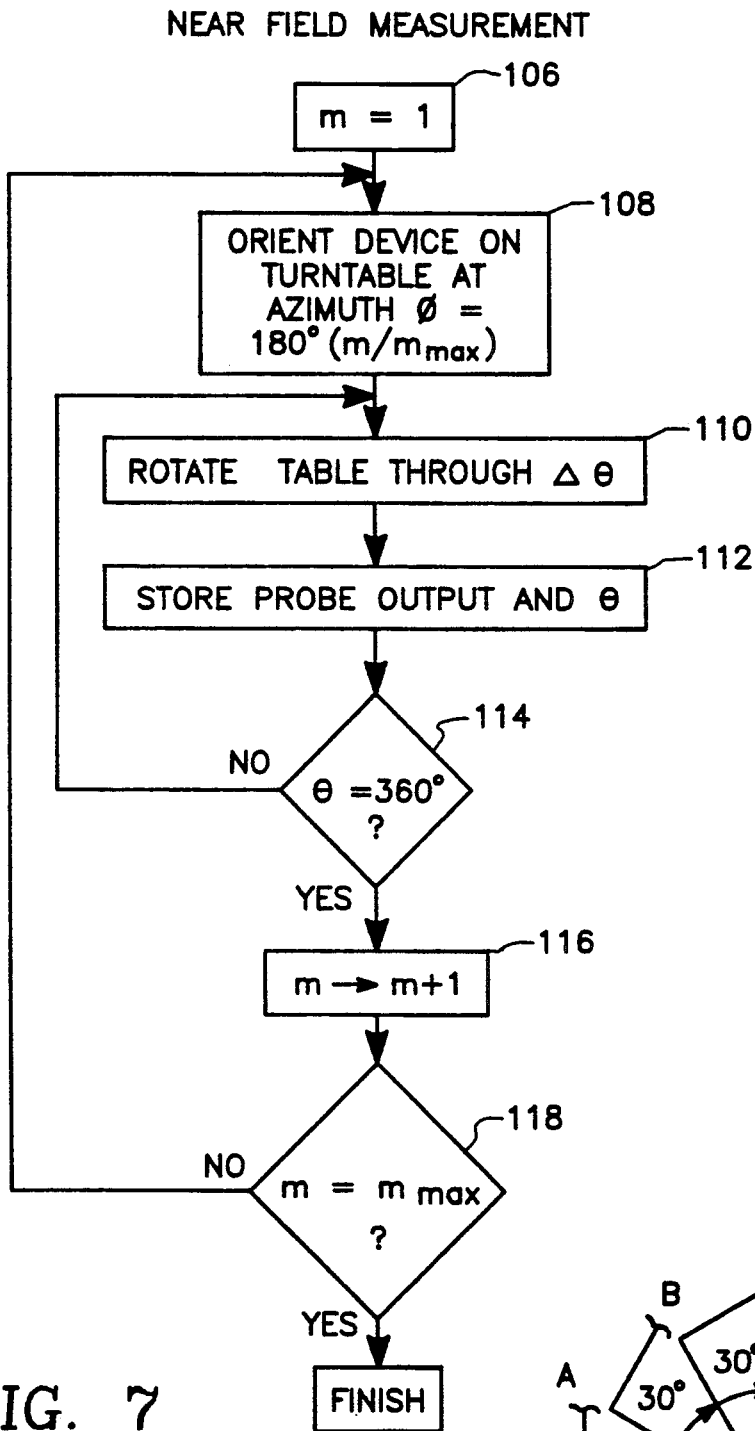 NEAR FIELD MEASUREMENT
106
m = 1
108
ORIENT DEVICE ON
TURNTABLE AT
AZIMUTH Ø =
180° (m/mmax)
110
ROTATE TABLE THROUGH Δ θ
112
STORE PROBE OUTPUT AND θ
114
NO
θ =360°
?
YES
116
m → m+1
118
NO
m = m max
?
YES
FINISH
IG. 7
B
A
30°
30°